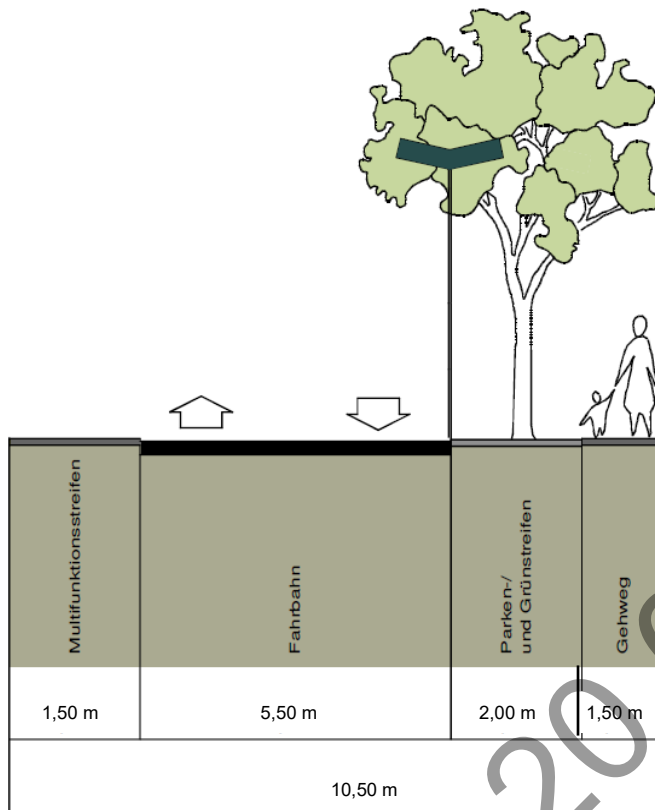 Multifunktionsstreifen
Fahrbahn
Parken-/
und Grünstreifen
Gehweg
1,50 m
5,50 m
2,00 m
1,50 m
10,50 m